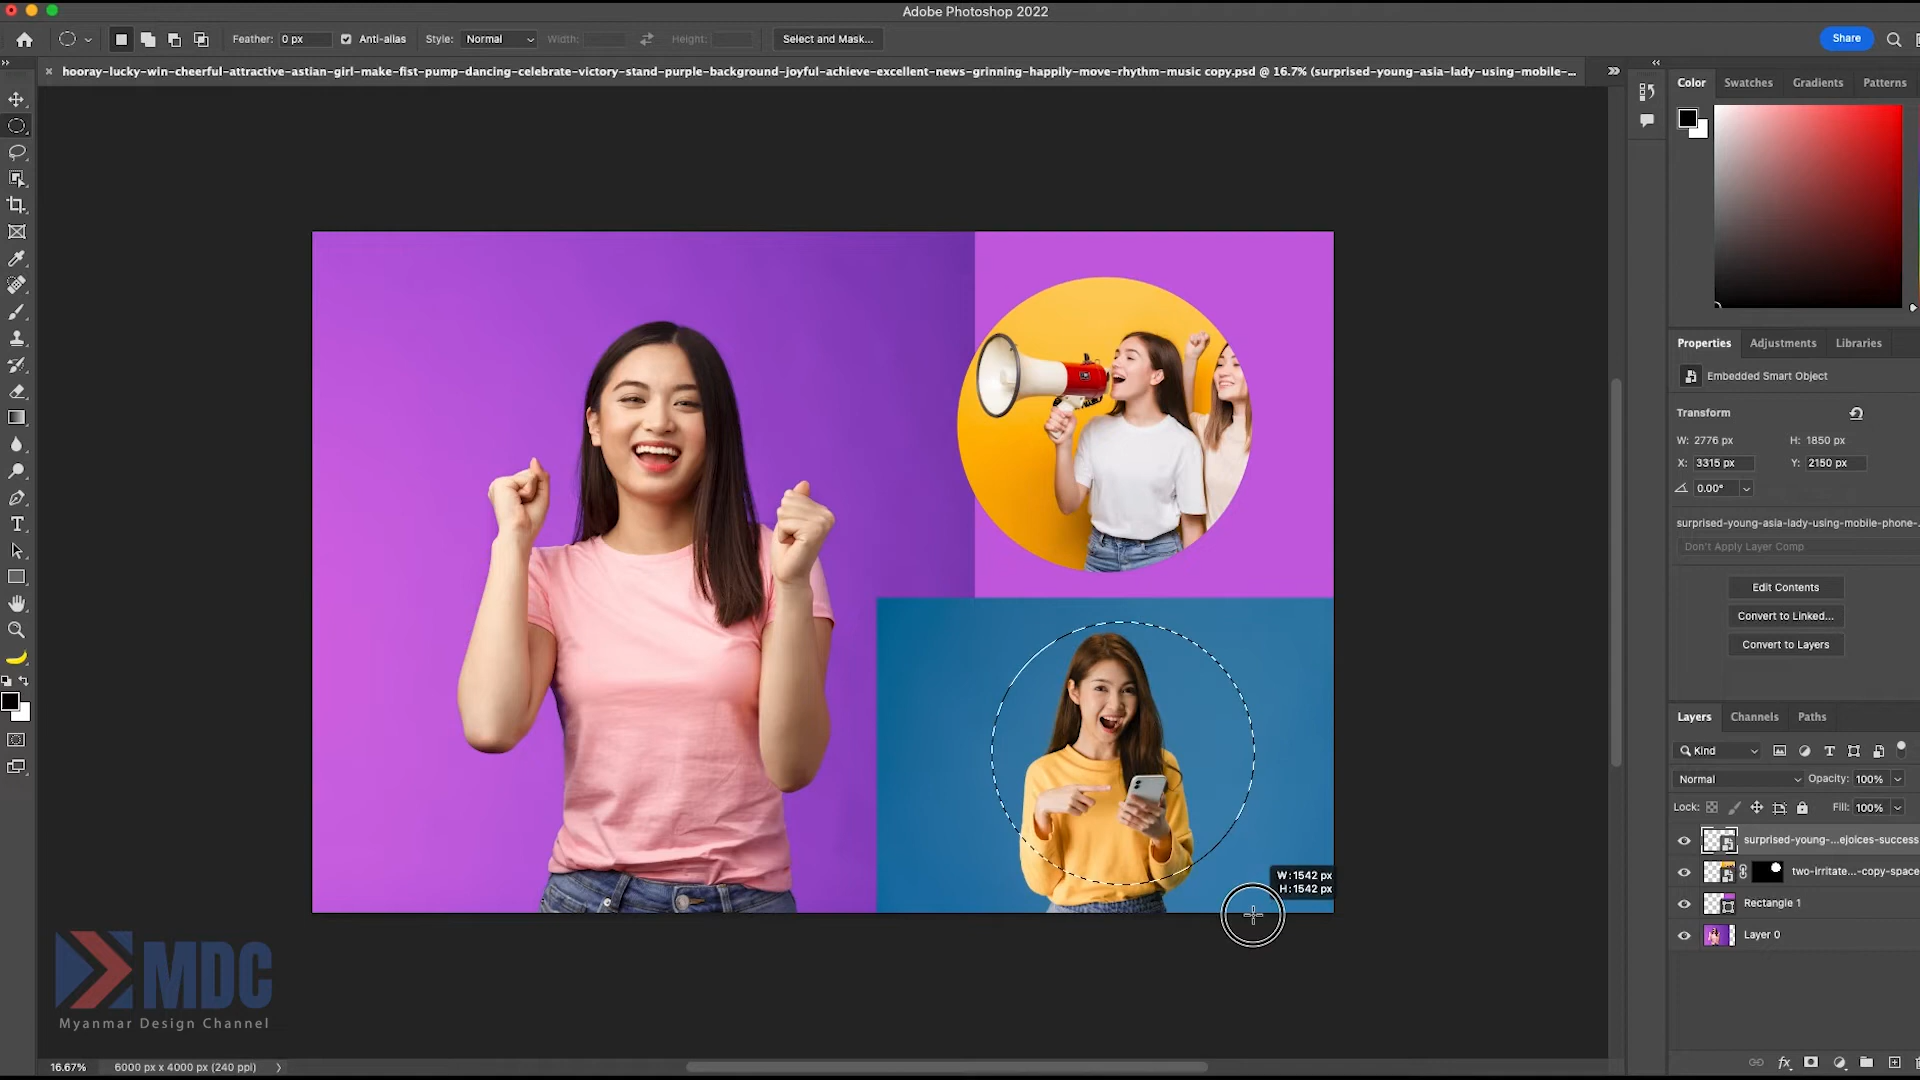 Adobe Photoshop 2022
Feather: 0 px Anti-alias Style: Normal Width: Height: Select and Mask... Share
hooray-lucky-win-cheerful-attractive-astian-girl-make-fist-pump-dancing-celebrate-victory-stand-purple-background-joyful-achieve-excellent-news-grinning-happily-move-rhythm-music copy.psd @ 16.7% (surprised-young-asia-lady-using-mobile-...
Color Swatches Gradients Patterns
Properties Adjustments Libraries
Embedded Smart Object
Transform
W: 2776 px H: 1850 px
X: 3315 px Y: 2150 px
0.00°
surprised-young-asia-lady-using-mobile-phone-...
Don't Apply Layer Comp
Edit Contents
Convert to Linked...
Convert to Layers
Layers Channels Paths
Kind
Normal Opacity: 100%
Lock: Fill: 100%
surprised-young-...ejoices-success
two-irritate...-copy-space
Rectangle 1
Layer 0
W: 1542 px
H: 1542 px
MDC
Myanmar Design Channel
16.67% 6000 px x 4000 px (240 ppi)